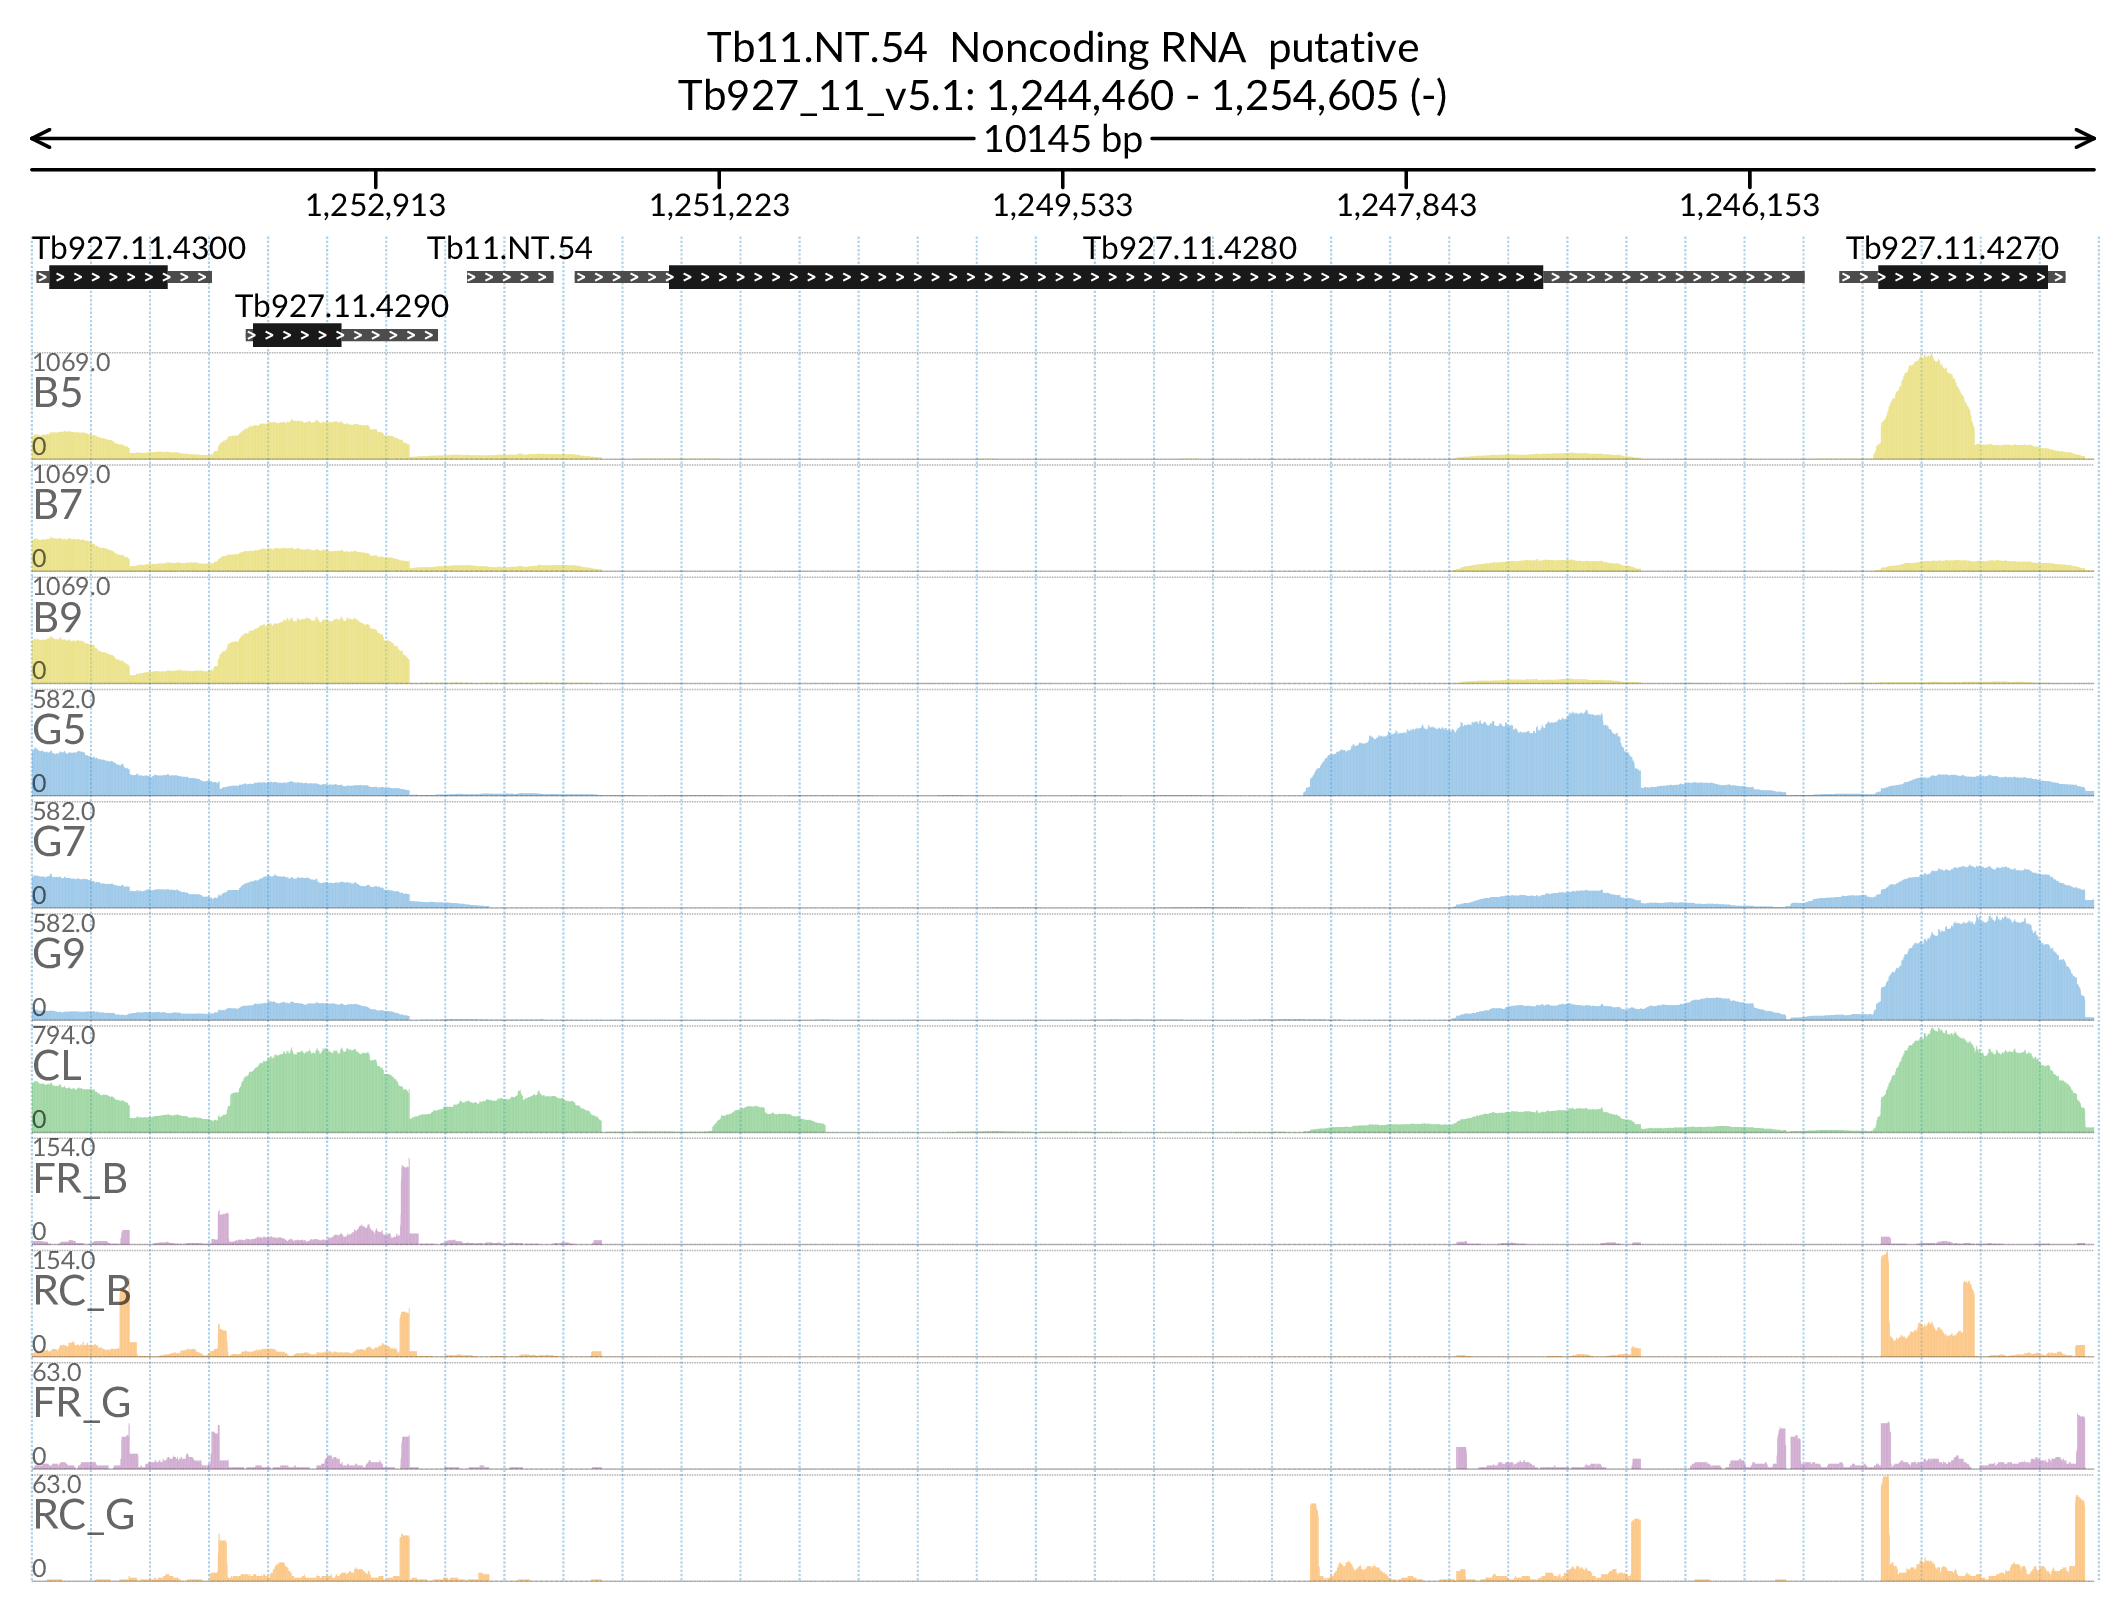 Tb11.NT.54 Noncoding RNA putative
Tb927_11_v5.1: 1,244,460 - 1,254,605 (-)
10145 bp
1,252,913 1,251,223 1,249,533 1,247,843 1,246,153
Tb927.11.4300 Tb11.NT.54 Tb927.11.4280 Tb927.11.4270
Tb927.11.4290
1069.0
B5
0
1069.0
B7
0
1069.0
B9
0
582.0
G5
0
582.0
G7
0
582.0
G9
0
794.0
CL
0
154.0
FR_B
0
154.0
RC_B
0
63.0
FR_G
0
63.0
RC_G
0